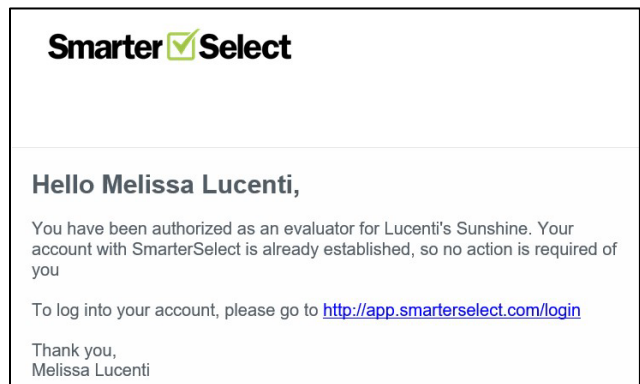 Smarter Select
Hello Melissa Lucenti,
You have been authorized as an evaluator for Lucenti's Sunshine. Your
account with SmarterSelect is already established, so no action is required of
you
To log into your account, please go to http://app.smarterselect.com/login
Thank you,
Melissa Lucenti